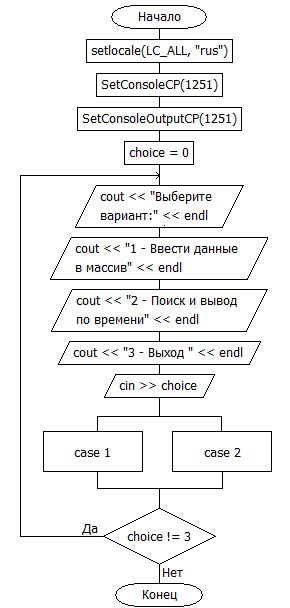 Начало
setlocale(LC_ALL, "rus")
SetConsoleCP(1251)
SetConsoleOutputCP(1251)
choice = 0
cout << "Выберите
вариант:" << endl
cout << "1 - Ввести данные
в массив" << endl
cout << "2 - Поиск и вывод
по времени" << endl
cout << "3 - Выход " << endl
cin >> choice
case 1
case 2
Да
choice != 3
Нет
Конец